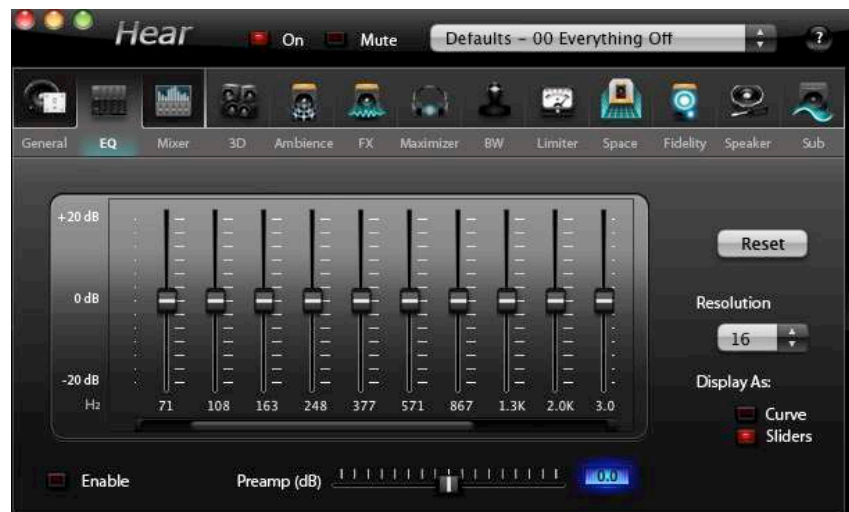 Hear
On Mute Defaults - 00 Everything Off ?
General EQ Mixer 3D Ambience FX Maximizer BW Limiter Space Fidelity Speaker Sub
+20 dB
0 dB
-20 dB
Hz 71 108 163 248 377 571 867 1.3K 2.0K 3.0
Reset
Resolution
16
Display As:
Curve
Sliders
Enable Preamp (dB) 0.0